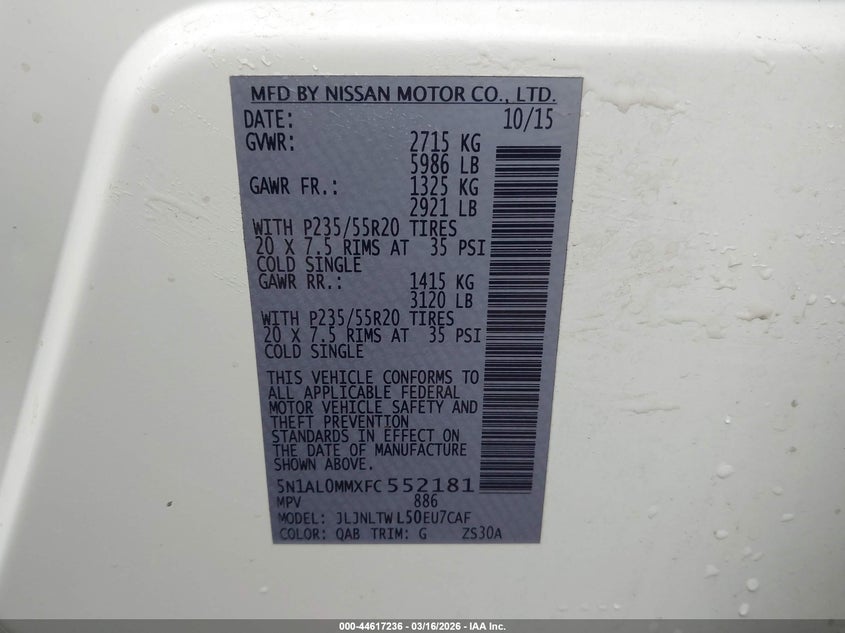 MFD BY NISSAN MOTOR CO., LTD.
DATE: 10/15
GVWR: 2715 KG
5986 LB
GAWR FR.: 1325 KG
2921 LB
WITH P235/55R20 TIRES
20 X 7.5 RIMS AT 35 PSI
COLD SINGLE
GAWR RR.: 1415 KG
3120 LB
WITH P235/55R20 TIRES
20 X 7.5 RIMS AT 35 PSI
COLD SINGLE
THIS VEHICLE CONFORMS TO
ALL APPLICABLE FEDERAL
MOTOR VEHICLE SAFETY AND
THEFT PREVENTION
STANDARDS IN EFFECT ON
THE DATE OF MANUFACTURE
SHOWN ABOVE.
5N1AL0MMXFC552181
MPV 886
MODEL: JLJNLTWL50EU7CAF
COLOR: QAB TRIM: G ZS30A
000-44617236 - 03/16/2026 - IAA Inc.